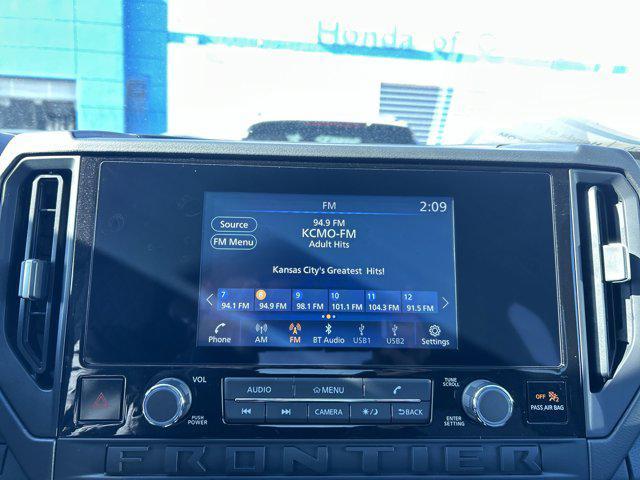 Honda of
FM
2:09
Source
FM Menu
94.9 FM
KCMO-FM
Adult Hits
Kansas City's Greatest Hits!
7 8 9 10 11 12
94.1 FM 94.9 FM 98.1 FM 101.1 FM 104.3 FM 91.5 FM
Phone AM FM BT Audio USB1 USB2 Settings
VOL
AUDIO
MENU
TUNE
SCROLL
PUSH
POWER
CAMERA
BACK
ENTER
SETTING
OFF 2
PASS AIR BAG
FRONTIER